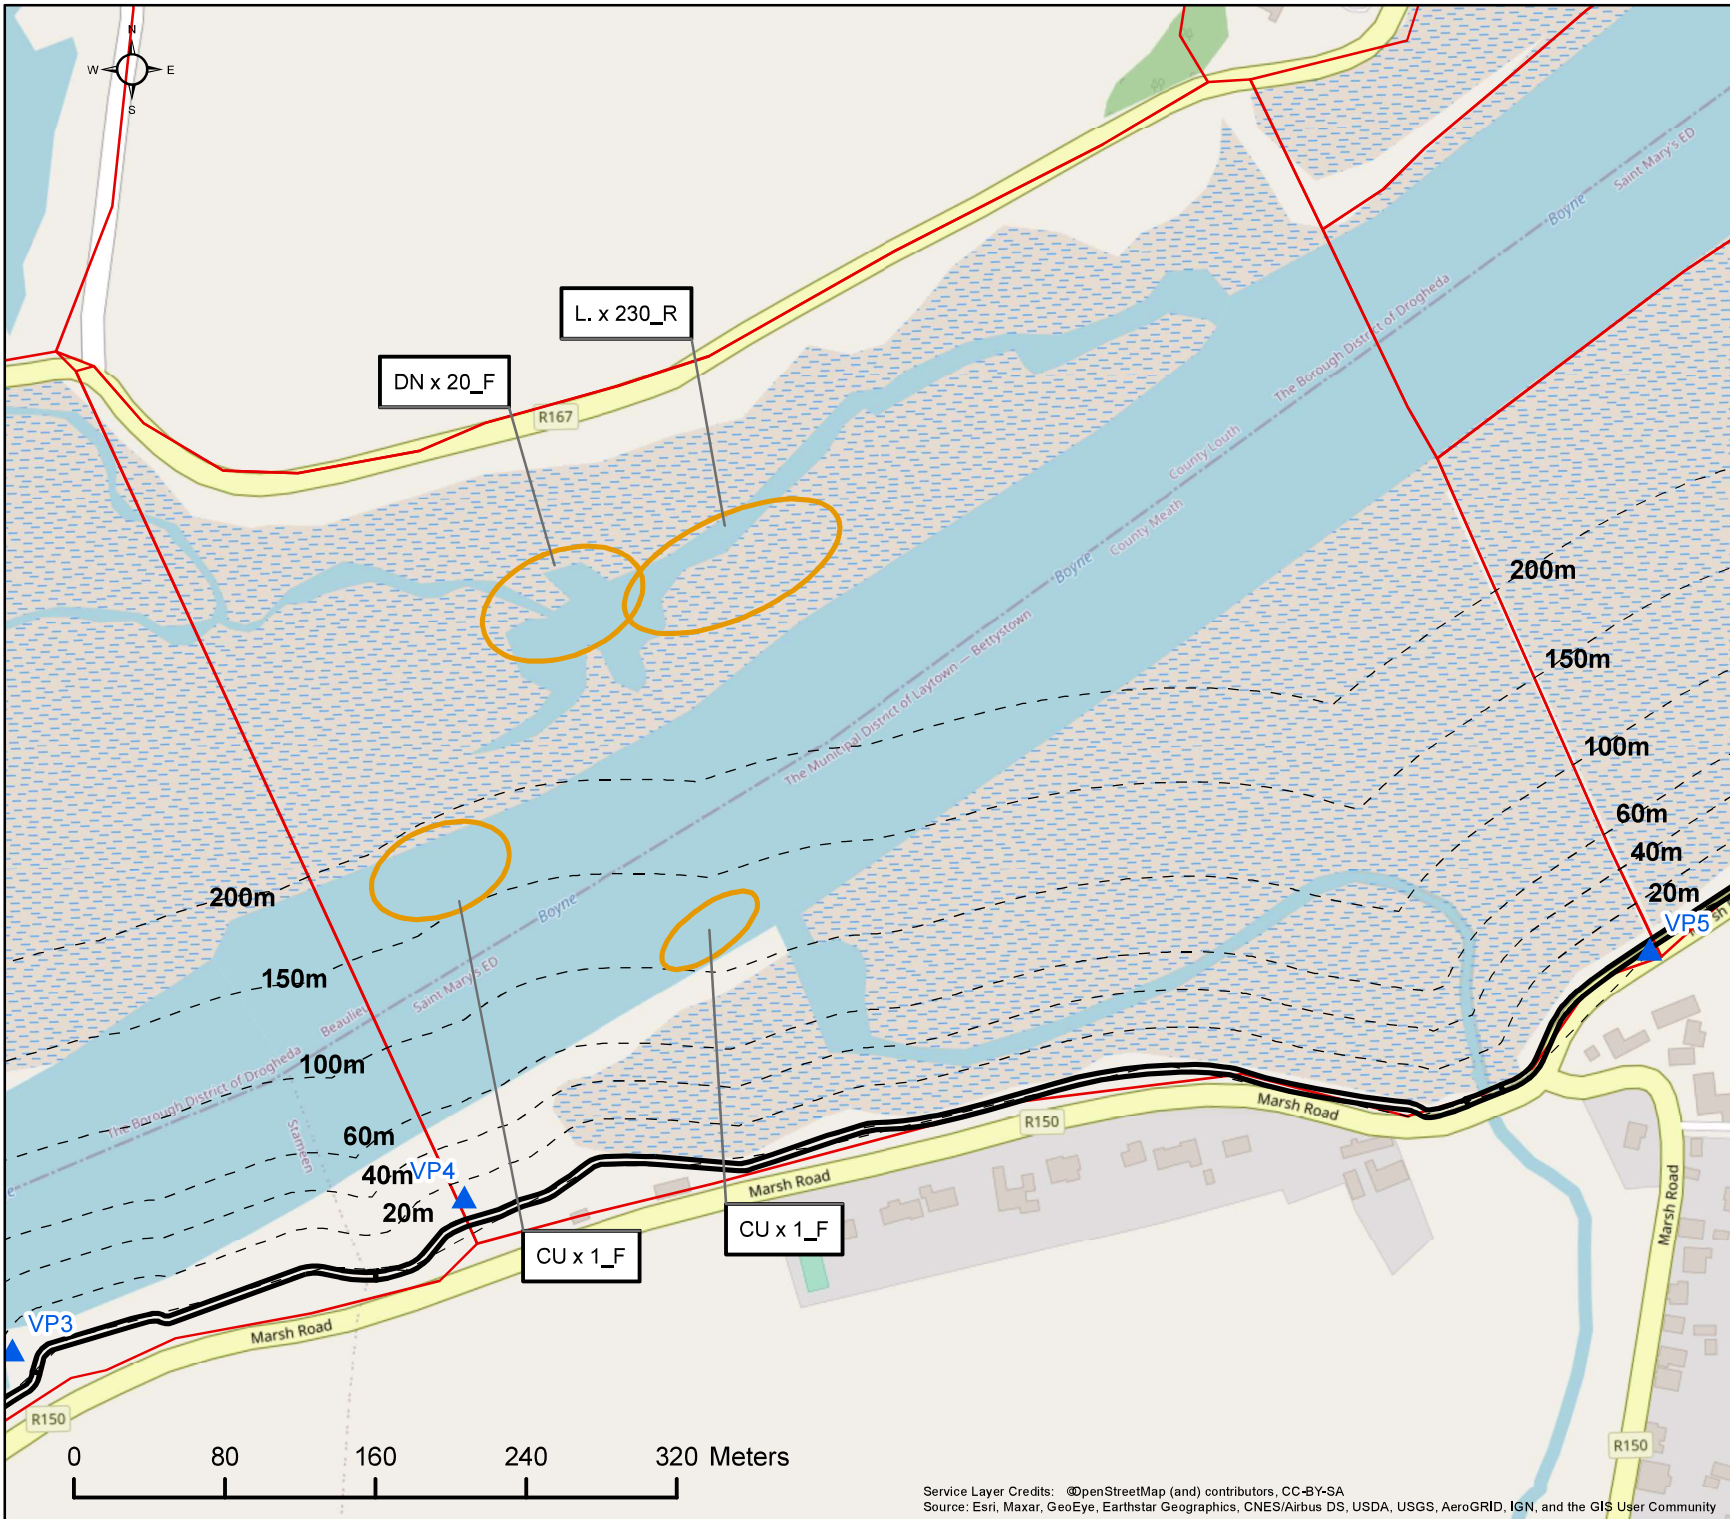 N
W E
S
L. x 230_R
DN x 20_F
R167
Boyne
Saint Mary's ED
The Borough District of Drogheda
County Louth
County Meath
Boyne
The Municipal District of Laytown — Bettystown
200m
150m
100m
60m
40m
20m
VP5
200m
150m
100m
60m
40m
20m
VP4
Boyne
Saint Mary's ED
Beaulieu
The Borough District of Drogheda
Stameen
CU x 1_F
CU x 1_F
R150
Marsh Road
Marsh Road
Marsh Road
Marsh Road
VP3
R150
R150
0 80 160 240 320 Meters
Service Layer Credits: ©OpenStreetMap (and) contributors, CC-BY-SA
Source: Esri, Maxar, GeoEye, Earthstar Geographics, CNES/Airbus DS, USDA, USGS, AeroGRID, IGN, and the GIS User Community